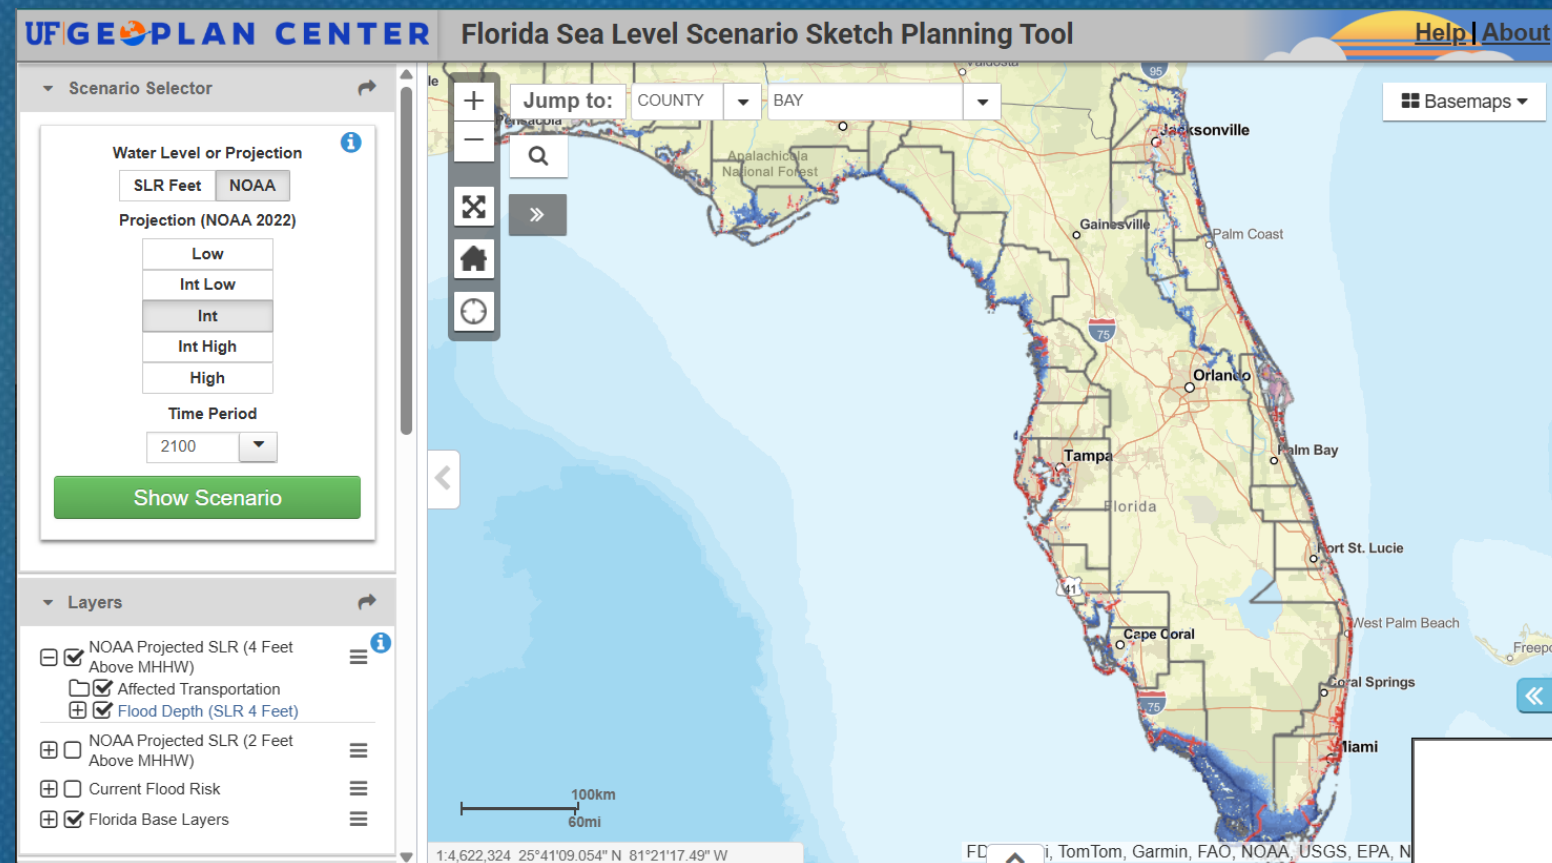 UF GEOPLAN CENTER
Florida Sea Level Scenario Sketch Planning Tool
Help | About
Scenario Selector
Water Level or Projection
SLR Feet
NOAA
Projection (NOAA 2022)
Low
Int Low
Int
Int High
High
Time Period
2100
Show Scenario
Layers
NOAA Projected SLR (4 Feet
Above MHHW)
Affected Transportation
Flood Depth (SLR 4 Feet)
NOAA Projected SLR (2 Feet
Above MHHW)
Current Flood Risk
Florida Base Layers
Jump to:
COUNTY
BAY
Basemaps
le
Valdosta
95
Pensacola
Jacksonville
Apalachicola
National Forest
Gainesville
Palm Coast
75
Orlando
Palm Bay
Tampa
Florida
Port St. Lucie
41
West Palm Beach
Cape Coral
Freepo
Coral Springs
75
Miami
100km
60mi
1:4,622,324 25°41'09.054" N 81°21'17.49" W
i, TomTom, Garmin, FAO, NOAA, USGS, EPA, N